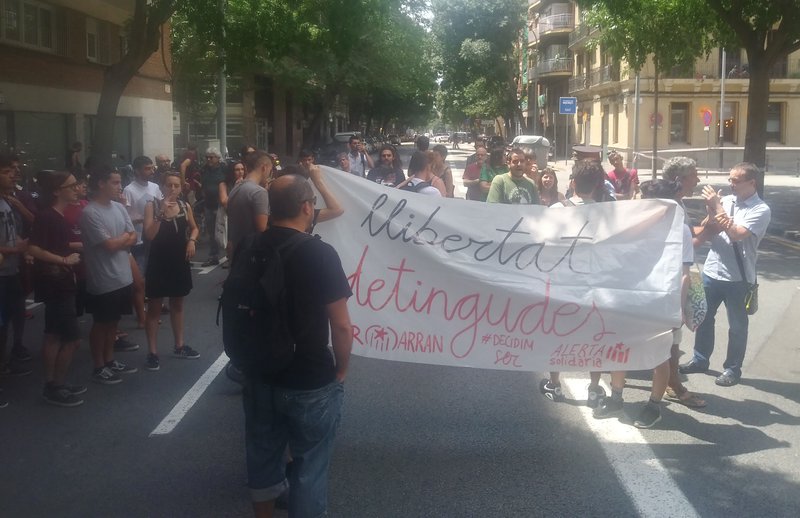 llibertat
detingudes
R ARRAN #DECIDIM
SER
ALERTA
solidària